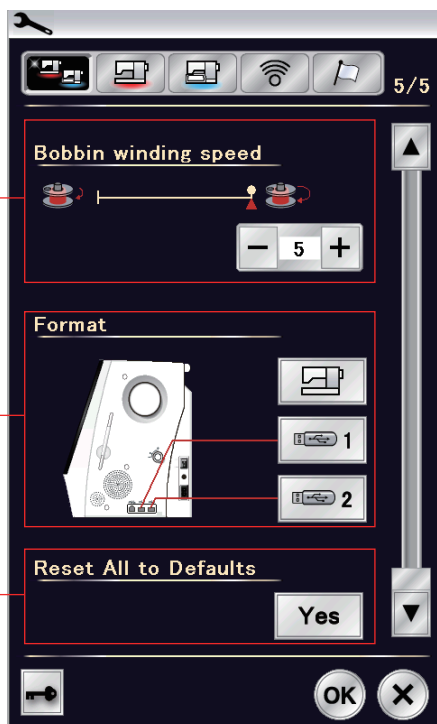 5/5
Bobbin winding speed
− 5 +
Format
1
2
Reset All to Defaults
Yes
OK